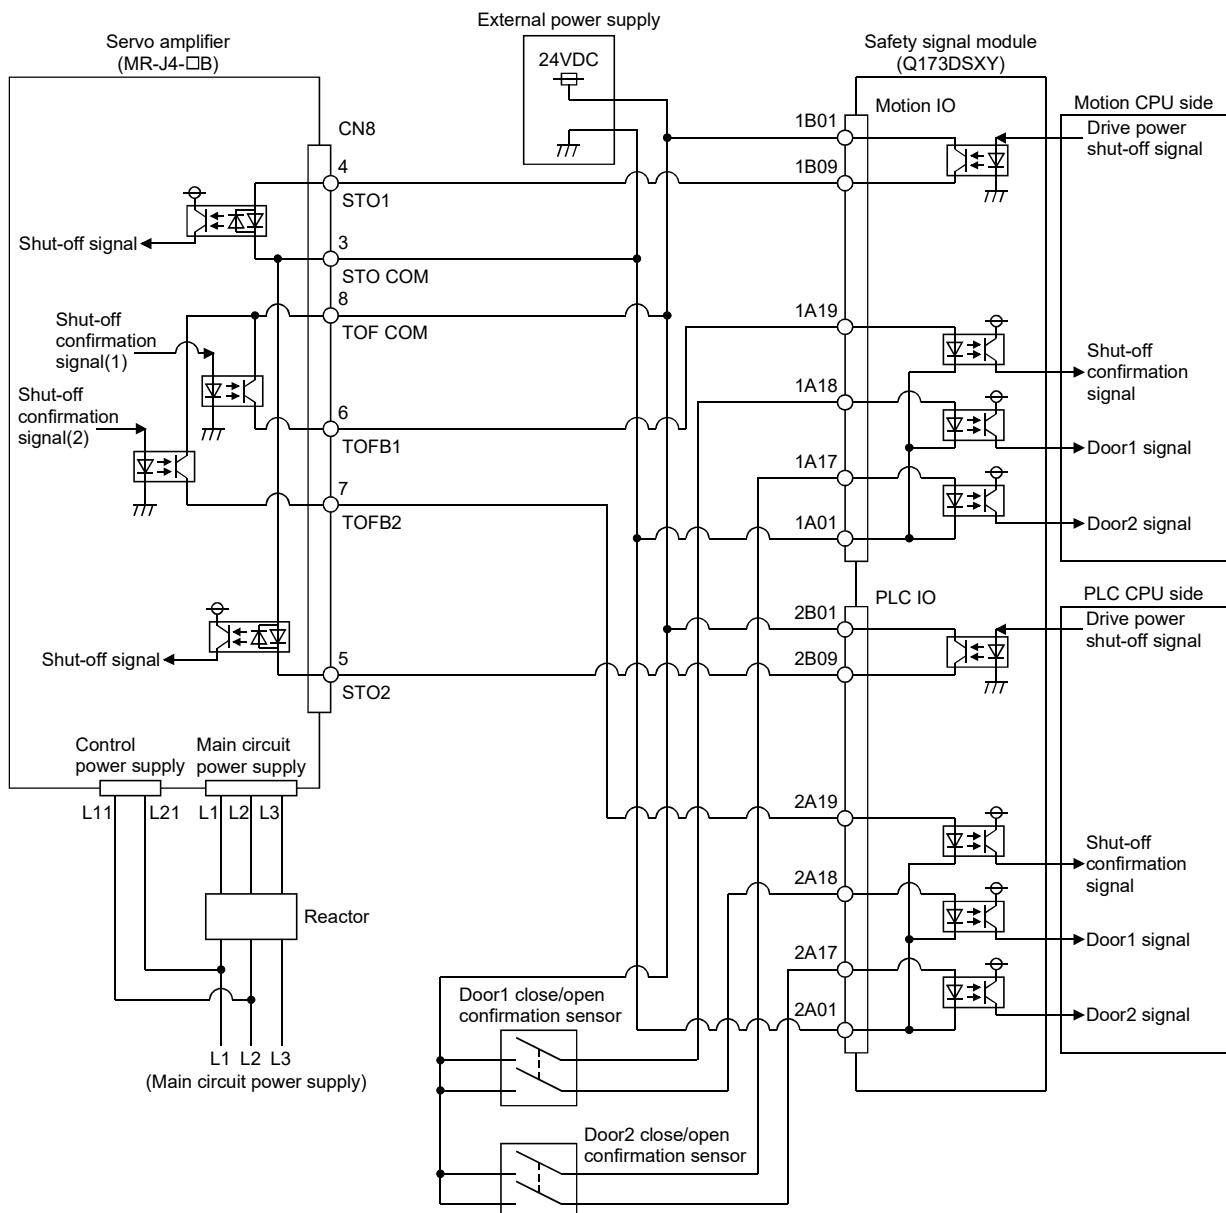 External power supply
24VDC
Servo amplifier
(MR-J4-□B)
CN8
4
STO1
Shut-off signal
3
STO COM
8
TOF COM
Shut-off
confirmation
signal(1)
Shut-off
confirmation
signal(2)
6
TOFB1
7
TOFB2
Shut-off signal
5
STO2
Control
power supply
Main circuit
power supply
L11
L21
L1
L2
L3
Reactor
L1
L2
L3
(Main circuit power supply)
Safety signal module
(Q173DSXY)
Motion IO
Motion CPU side
1B01
Drive power
shut-off signal
1B09
1A19
Shut-off
confirmation
signal
1A18
Door1 signal
1A17
Door2 signal
1A01
PLC IO
PLC CPU side
2B01
Drive power
shut-off signal
2B09
2A19
Shut-off
confirmation
signal
2A18
Door1 signal
2A17
Door2 signal
2A01
Door1 close/open
confirmation sensor
Door2 close/open
confirmation sensor